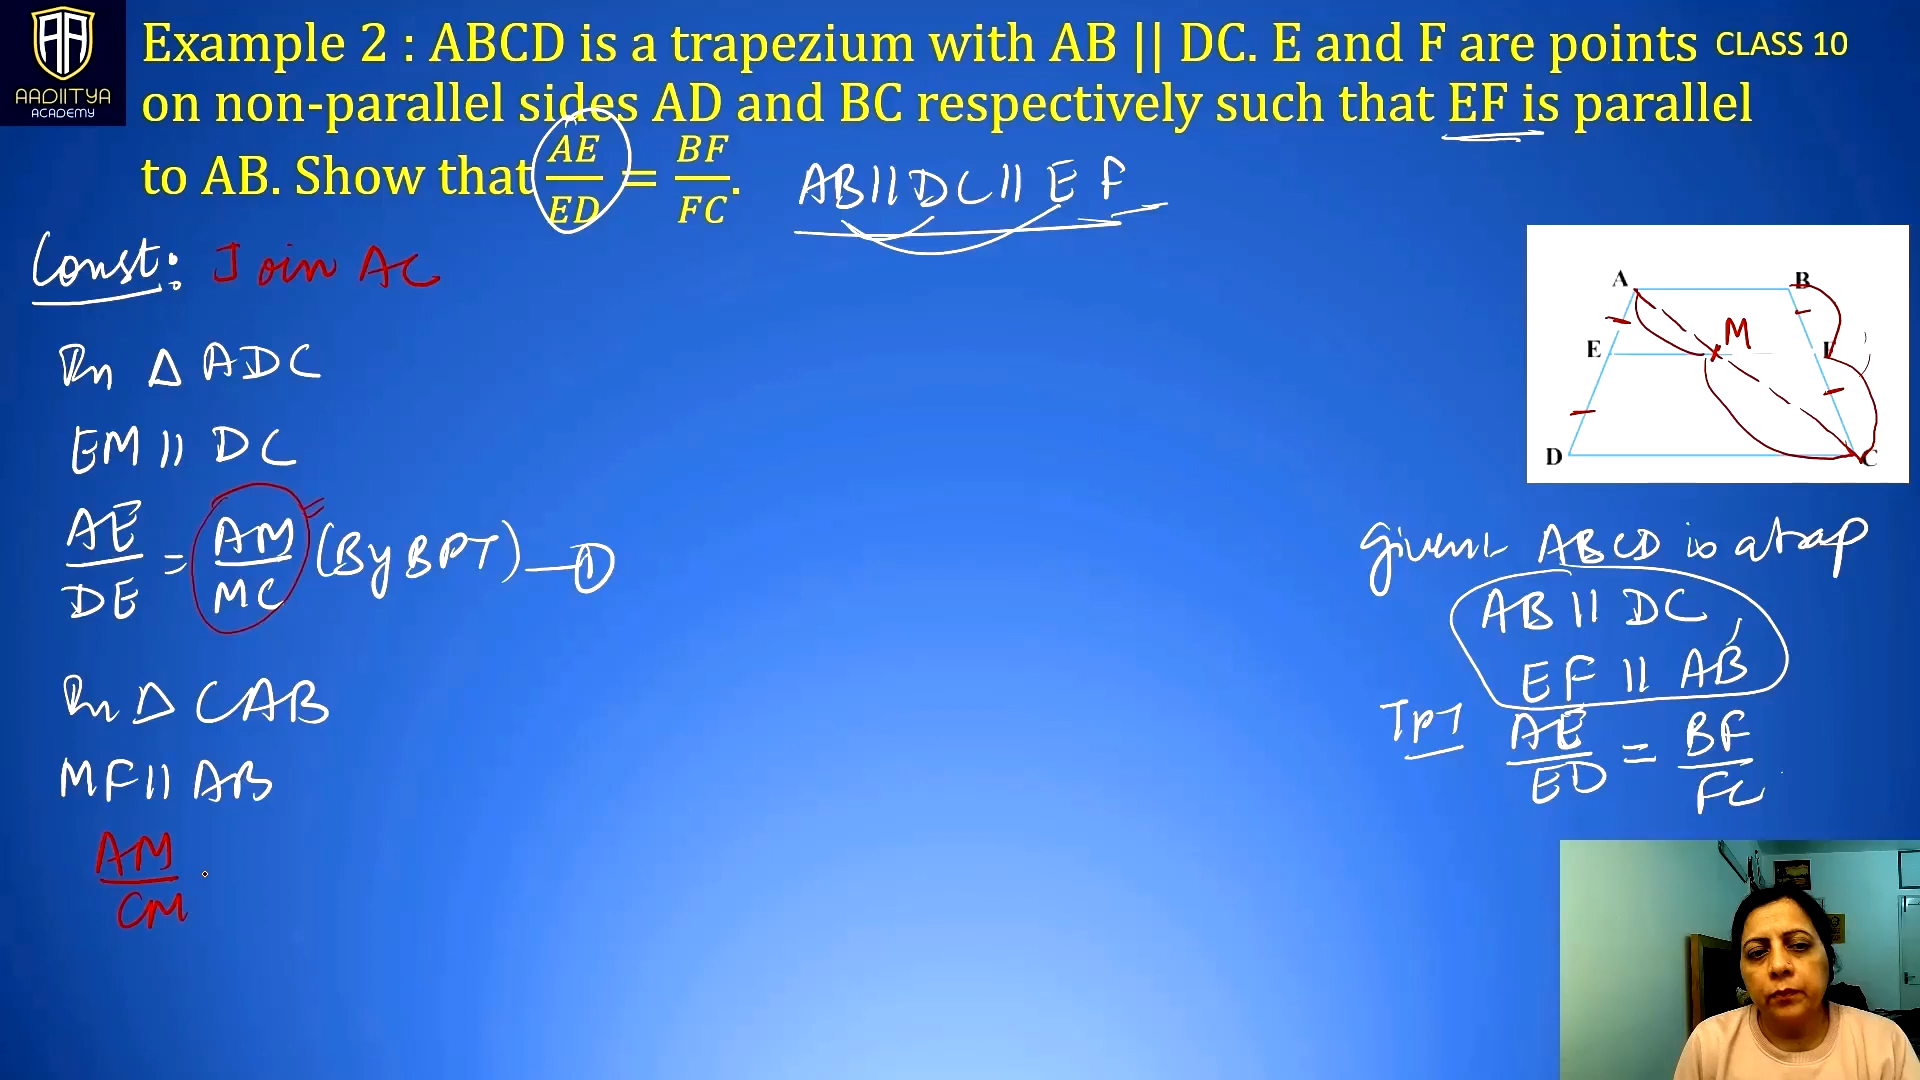 AADIITYA
ACADEMY
Example 2 : ABCD is a trapezium with AB || DC. E and F are points CLASS 10
on non-parallel sides AD and BC respectively such that EF is parallel
to AB. Show that AE/ED = BF/FC. AB || DC || EF
Const: Join AC
In Δ ADC
EM || DC
AE/DE = AM/MC (By BPT) — ①
In Δ CAB
MF || AB
AM/CM
A B
M
E F
D C
Given:- ABCD is a trap
AB || DC,
EF || AB
TPT AE/ED = BF/FC